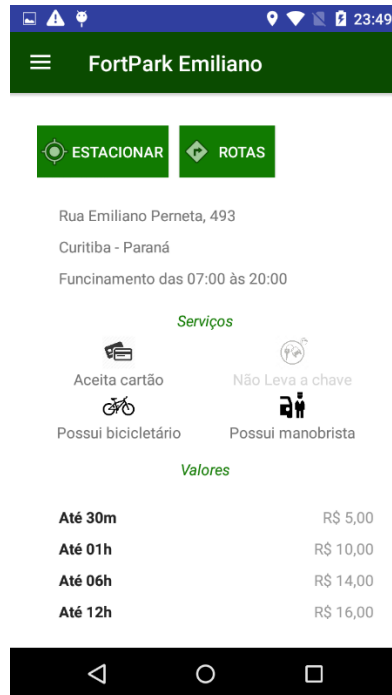 23:49
FortPark Emiliano
ESTACIONAR ROTAS
Rua Emiliano Perneta, 493
Curitiba - Paraná
Funcinamento das 07:00 às 20:00
Serviços
Aceita cartão Não Leva a chave
Possui bicicletário Possui manobrista
Valores
Até 30m R$ 5,00
Até 01h R$ 10,00
Até 06h R$ 14,00
Até 12h R$ 16,00